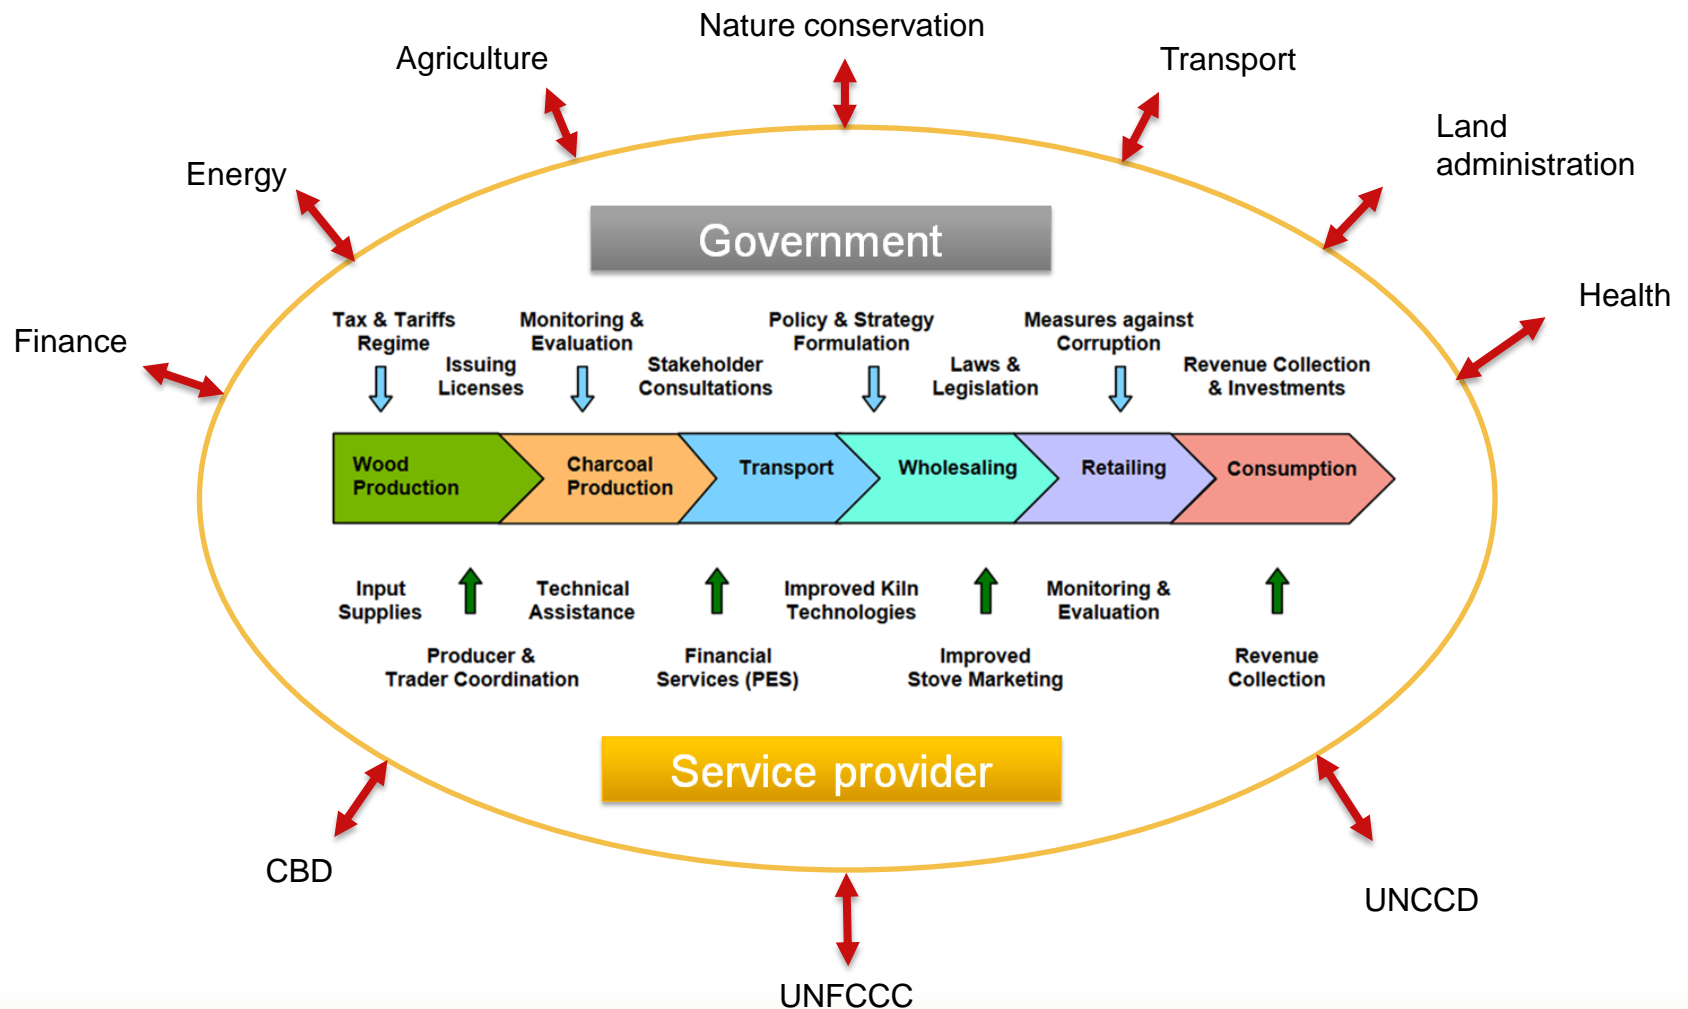 Nature conservation
Agriculture
Transport
Land
administration
Energy
Health
Finance
Government
Tax & Tariffs
Regime
Issuing
Licenses
Monitoring &
Evaluation
Stakeholder
Consultations
Policy & Strategy
Formulation
Laws &
Legislation
Measures against
Corruption
Revenue Collection
& Investments
Wood
Production
Charcoal
Production
Transport
Wholesaling
Retailing
Consumption
Input
Supplies
Producer &
Trader Coordination
Technical
Assistance
Financial
Services (PES)
Improved Kiln
Technologies
Improved
Stove Marketing
Monitoring &
Evaluation
Revenue
Collection
Service provider
CBD
UNFCCC
UNCCD